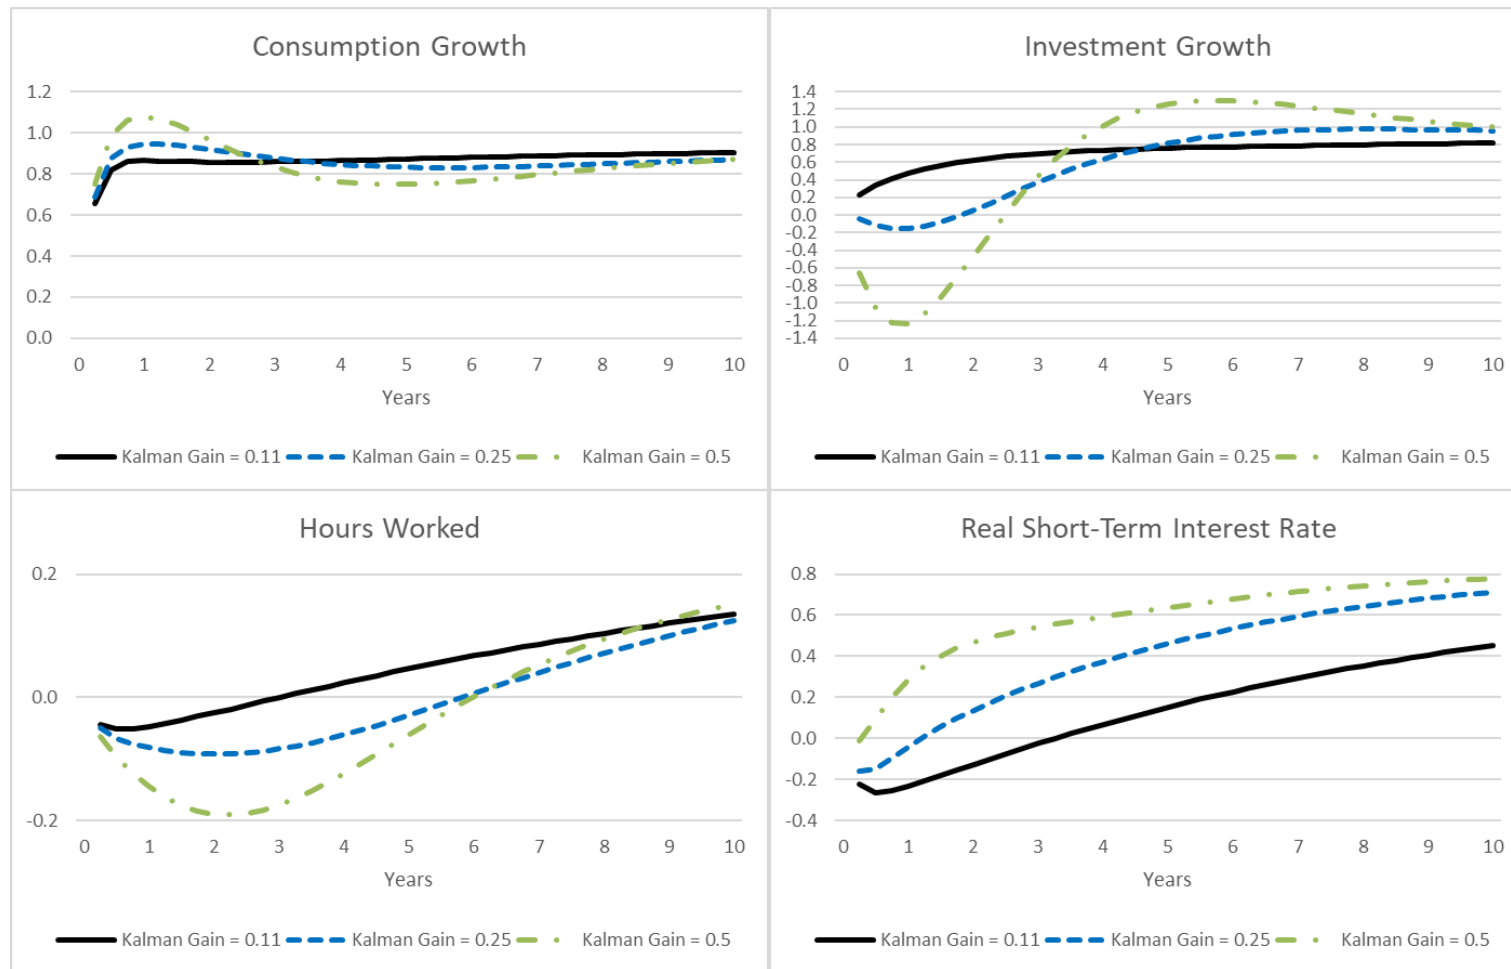 Consumption Growth
1.2
1.0
0.8
0.6
0.4
0.2
0.0
0 1 2 3 4 5 6 7 8 9 10
Years
Kalman Gain = 0.11 Kalman Gain = 0.25 Kalman Gain = 0.5
Investment Growth
1.4
1.2
1.0
0.8
0.6
0.4
0.2
0.0
-0.2
-0.4
-0.6
-0.8
-1.0
-1.2
-1.4
0 1 2 3 4 5 6 7 8 9 10
Years
Kalman Gain = 0.11 Kalman Gain = 0.25 Kalman Gain = 0.5
Hours Worked
0.2
0.0
-0.2
0 1 2 3 4 5 6 7 8 9 10
Years
Kalman Gain = 0.11 Kalman Gain = 0.25 Kalman Gain = 0.5
Real Short-Term Interest Rate
0.8
0.6
0.4
0.2
0.0
-0.2
-0.4
0 1 2 3 4 5 6 7 8 9 10
Years
Kalman Gain = 0.11 Kalman Gain = 0.25 Kalman Gain = 0.5